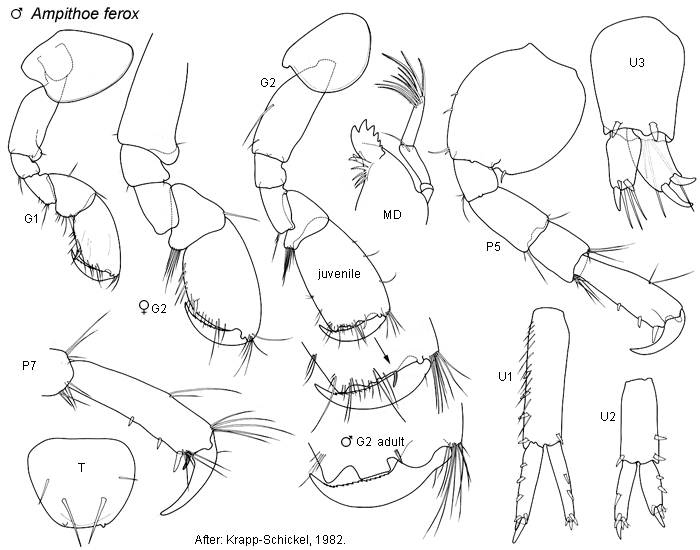 ♂ Ampithoe ferox
G2
U3
G1
MD
P5
♀ G2
juvenile
P7
U1
U2
♂ G2 adult
T
After: Krapp-Schickel, 1982.